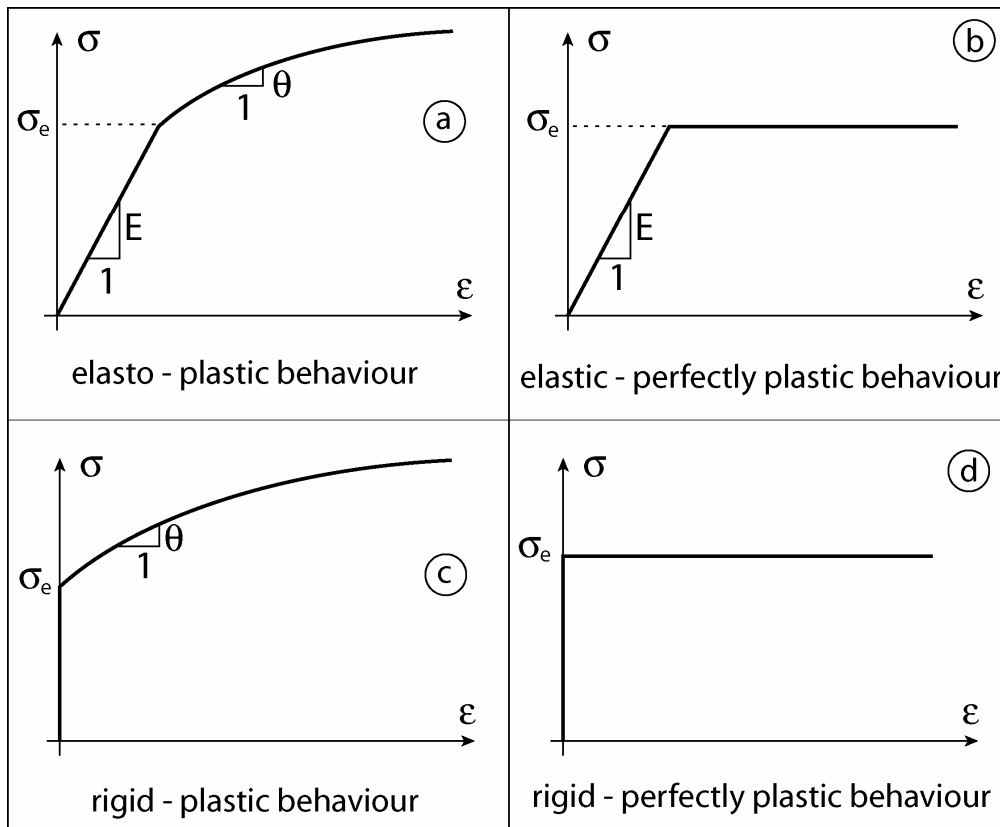 σ
a
σe
1
θ
E
1
ε
elasto - plastic behaviour
σ
b
σe
E
1
ε
elastic - perfectly plastic behaviour
σ
1
θ
c
σe
ε
rigid - plastic behaviour
σ
d
σe
ε
rigid - perfectly plastic behaviour